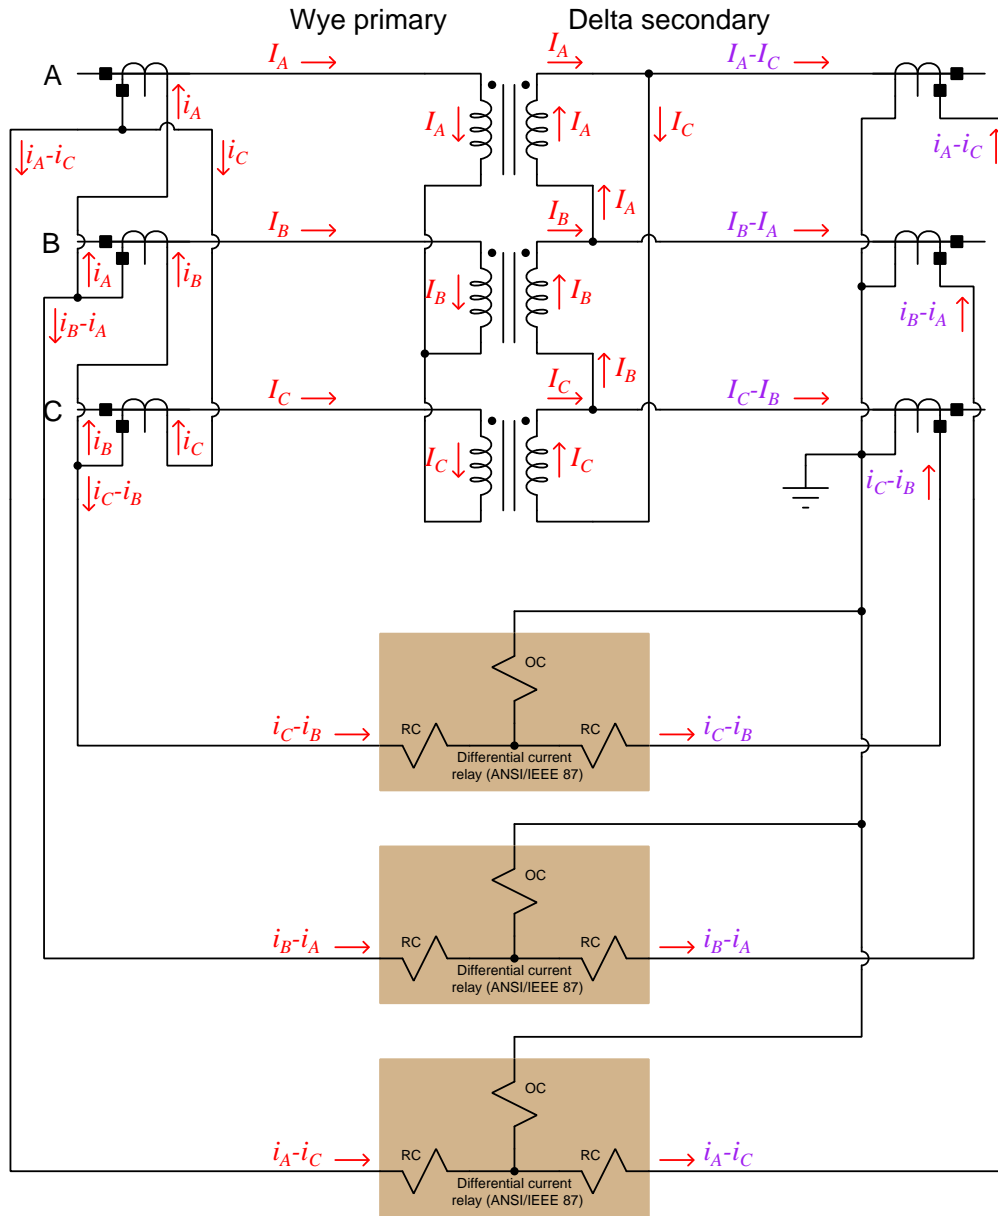 Wye primary Delta secondary
I_A I_A I_A-I_C
A
i_A I_A I_A I_C
i_A-i_C i_C i_A-i_C
I_A
I_B I_B I_B-I_A
B
i_A i_B I_B I_B
i_B-i_A i_B-i_A
I_B
I_C I_C I_C-I_B
C
i_B i_C I_C I_C i_C-i_B
i_C-i_B
OC
i_C-i_B RC RC i_C-i_B
Differential current
relay (ANSI/IEEE 87)
OC
i_B-i_A RC RC i_B-i_A
Differential current
relay (ANSI/IEEE 87)
OC
i_A-i_C RC RC i_A-i_C
Differential current
relay (ANSI/IEEE 87)